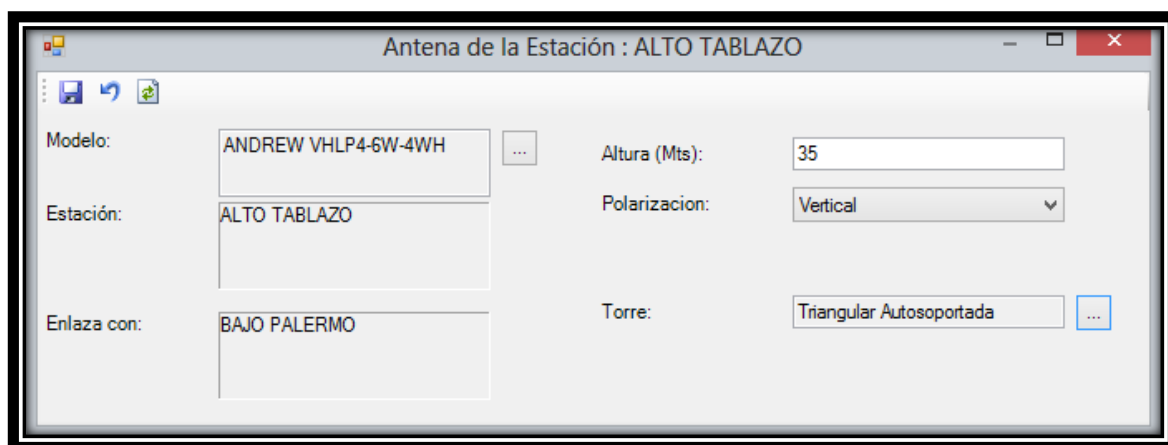 Antena de la Estación : ALTO TABLAZO
Modelo:
ANDREW VHLP4-6W-4WH
...
Altura (Mts):
35
Estación:
ALTO TABLAZO
Polarizacion:
Vertical
Enlaza con:
BAJO PALERMO
Torre:
Triangular Autosoportada
...